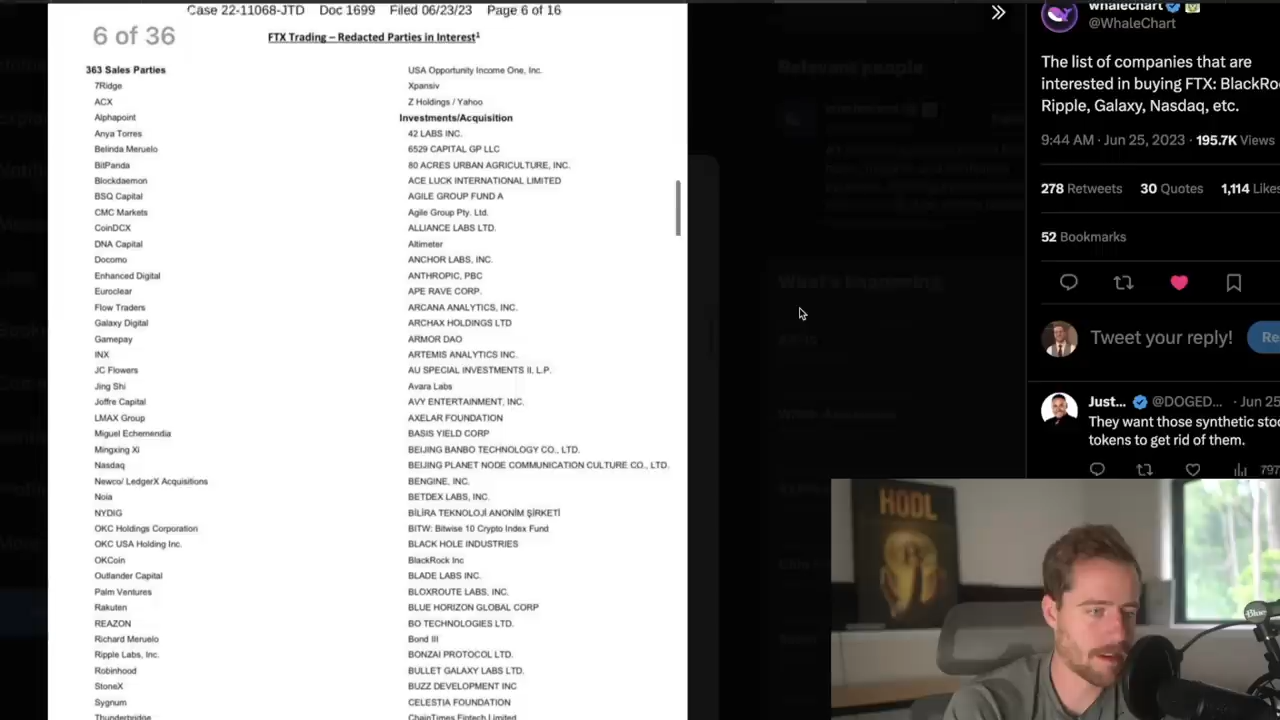 Case 22-11068-JTD Doc 1699 Filed 06/23/23 Page 6 of 16
6 of 36
FTX Trading – Redacted Parties in Interest1
363 Sales Parties
7Ridge
ACX
Alphapoint
Anya Torres
Belinda Meruelo
BitPanda
Blockdaemon
BSQ Capital
CMC Markets
CoinDCX
DNA Capital
Docomo
Enhanced Digital
Euroclear
Flow Traders
Galaxy Digital
Gamepay
INX
JC Flowers
Jing Shi
Joffre Capital
LMAX Group
Miguel Echemendia
Mingxing Xi
Nasdaq
Newco/ LedgerX Acquisitions
Noia
NYDIG
OKC Holdings Corporation
OKC USA Holding Inc.
OKCoin
Outlander Capital
Palm Ventures
Rakuten
REAZON
Richard Meruelo
Ripple Labs, Inc.
Robinhood
StoneX
Sygnum
Thunderbridge
USA Opportunity Income One, Inc.
Xpansiv
Z Holdings / Yahoo
Investments/Acquisition
42 LABS INC.
6529 CAPITAL GP LLC
80 ACRES URBAN AGRICULTURE, INC.
ACE LUCK INTERNATIONAL LIMITED
AGILE GROUP FUND A
Agile Group Pty. Ltd.
ALLIANCE LABS LTD.
Altimeter
ANCHOR LABS, INC.
ANTHROPIC, PBC
APE RAVE CORP.
ARCANA ANALYTICS, INC.
ARCHAX HOLDINGS LTD
ARMOR DAO
ARTEMIS ANALYTICS INC.
AU SPECIAL INVESTMENTS II, L.P.
Avara Labs
AVY ENTERTAINMENT, INC.
AXELAR FOUNDATION
BASIS YIELD CORP
BEIJING BANBO TECHNOLOGY CO., LTD.
BEIJING PLANET NODE COMMUNICATION CULTURE CO., LTD.
BENGINE, INC.
BETDEX LABS, INC.
BİLİRA TEKNOLOJİ ANONİM ŞİRKETİ
BITW: Bitwise 10 Crypto Index Fund
BLACK HOLE INDUSTRIES
BlackRock Inc
BLADE LABS INC.
BLOXROUTE LABS, INC.
BLUE HORIZON GLOBAL CORP
BO TECHNOLOGIES LTD.
Bond III
BONZAI PROTOCOL LTD.
BULLET GALAXY LABS LTD.
BUZZ DEVELOPMENT INC
CELESTIA FOUNDATION
ChainTimes Fintech Limited
Relevant people
What's happening
whalechart
@WhaleChart
The list of companies that are
interested in buying FTX: BlackRo
Ripple, Galaxy, Nasdaq, etc.
9:44 AM · Jun 25, 2023 · 195.7K Views
278 Retweets 30 Quotes 1,114 Likes
52 Bookmarks
Tweet your reply!
Re
Just... @DOGED... · Jun 25
They want those synthetic stoc
tokens to get rid of them.
797
HODL
Blue